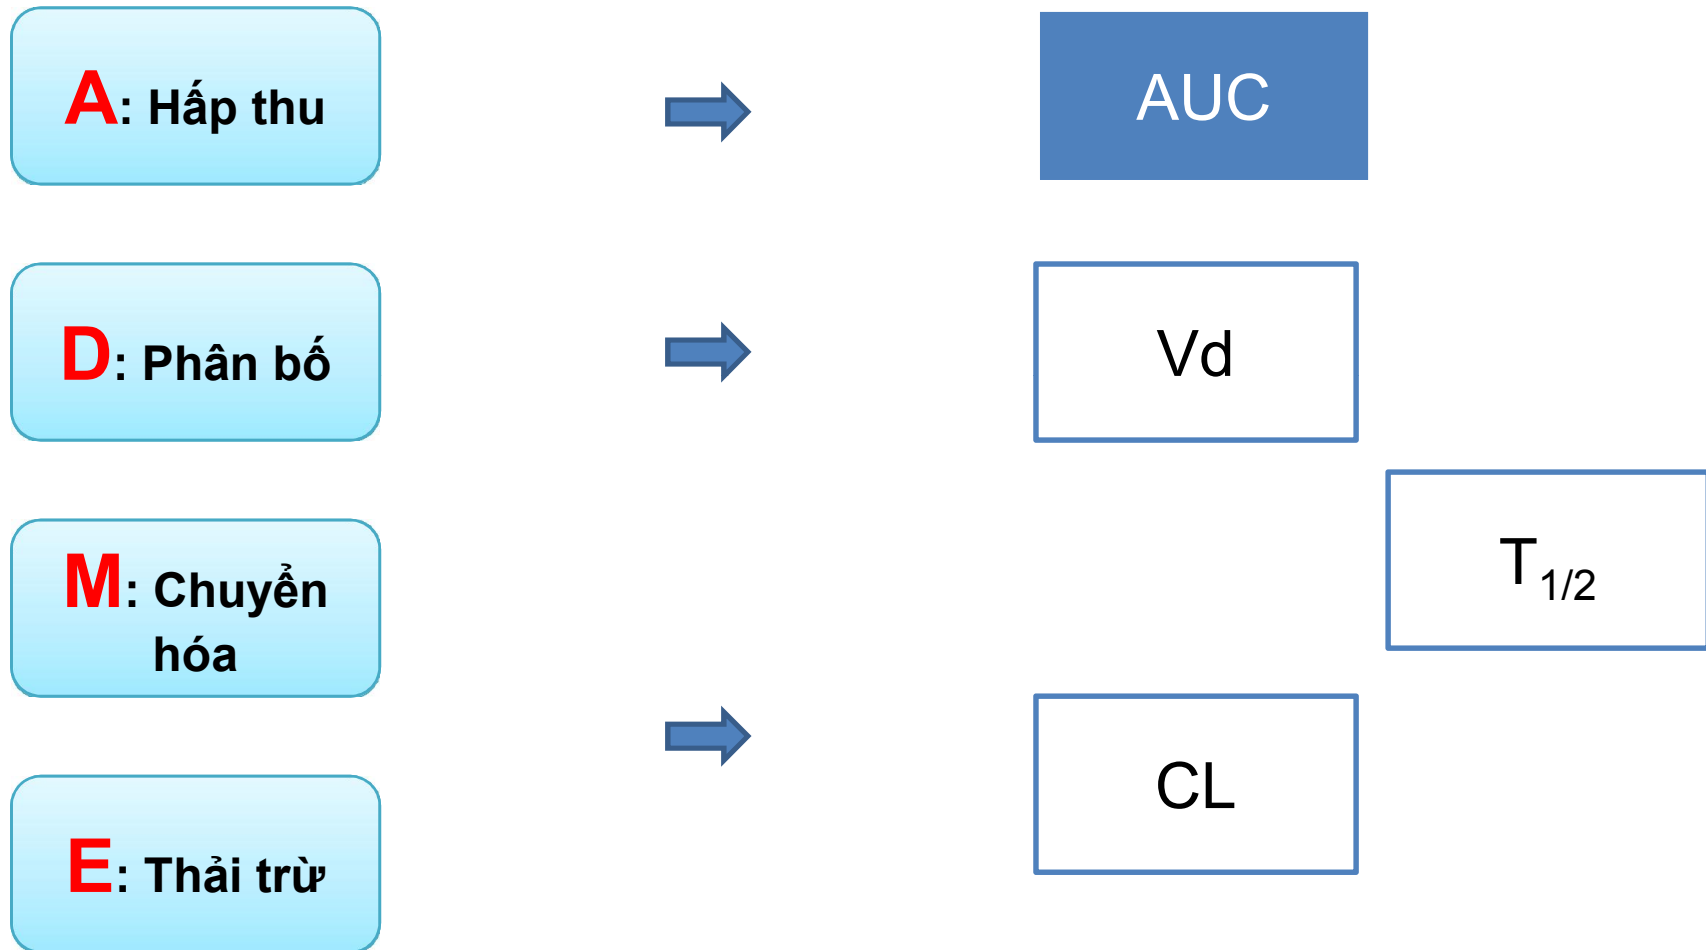 A: Hấp thu
AUC
D: Phân bố
Vd
M: Chuyển
hóa
T1/2
CL
E: Thải trừ